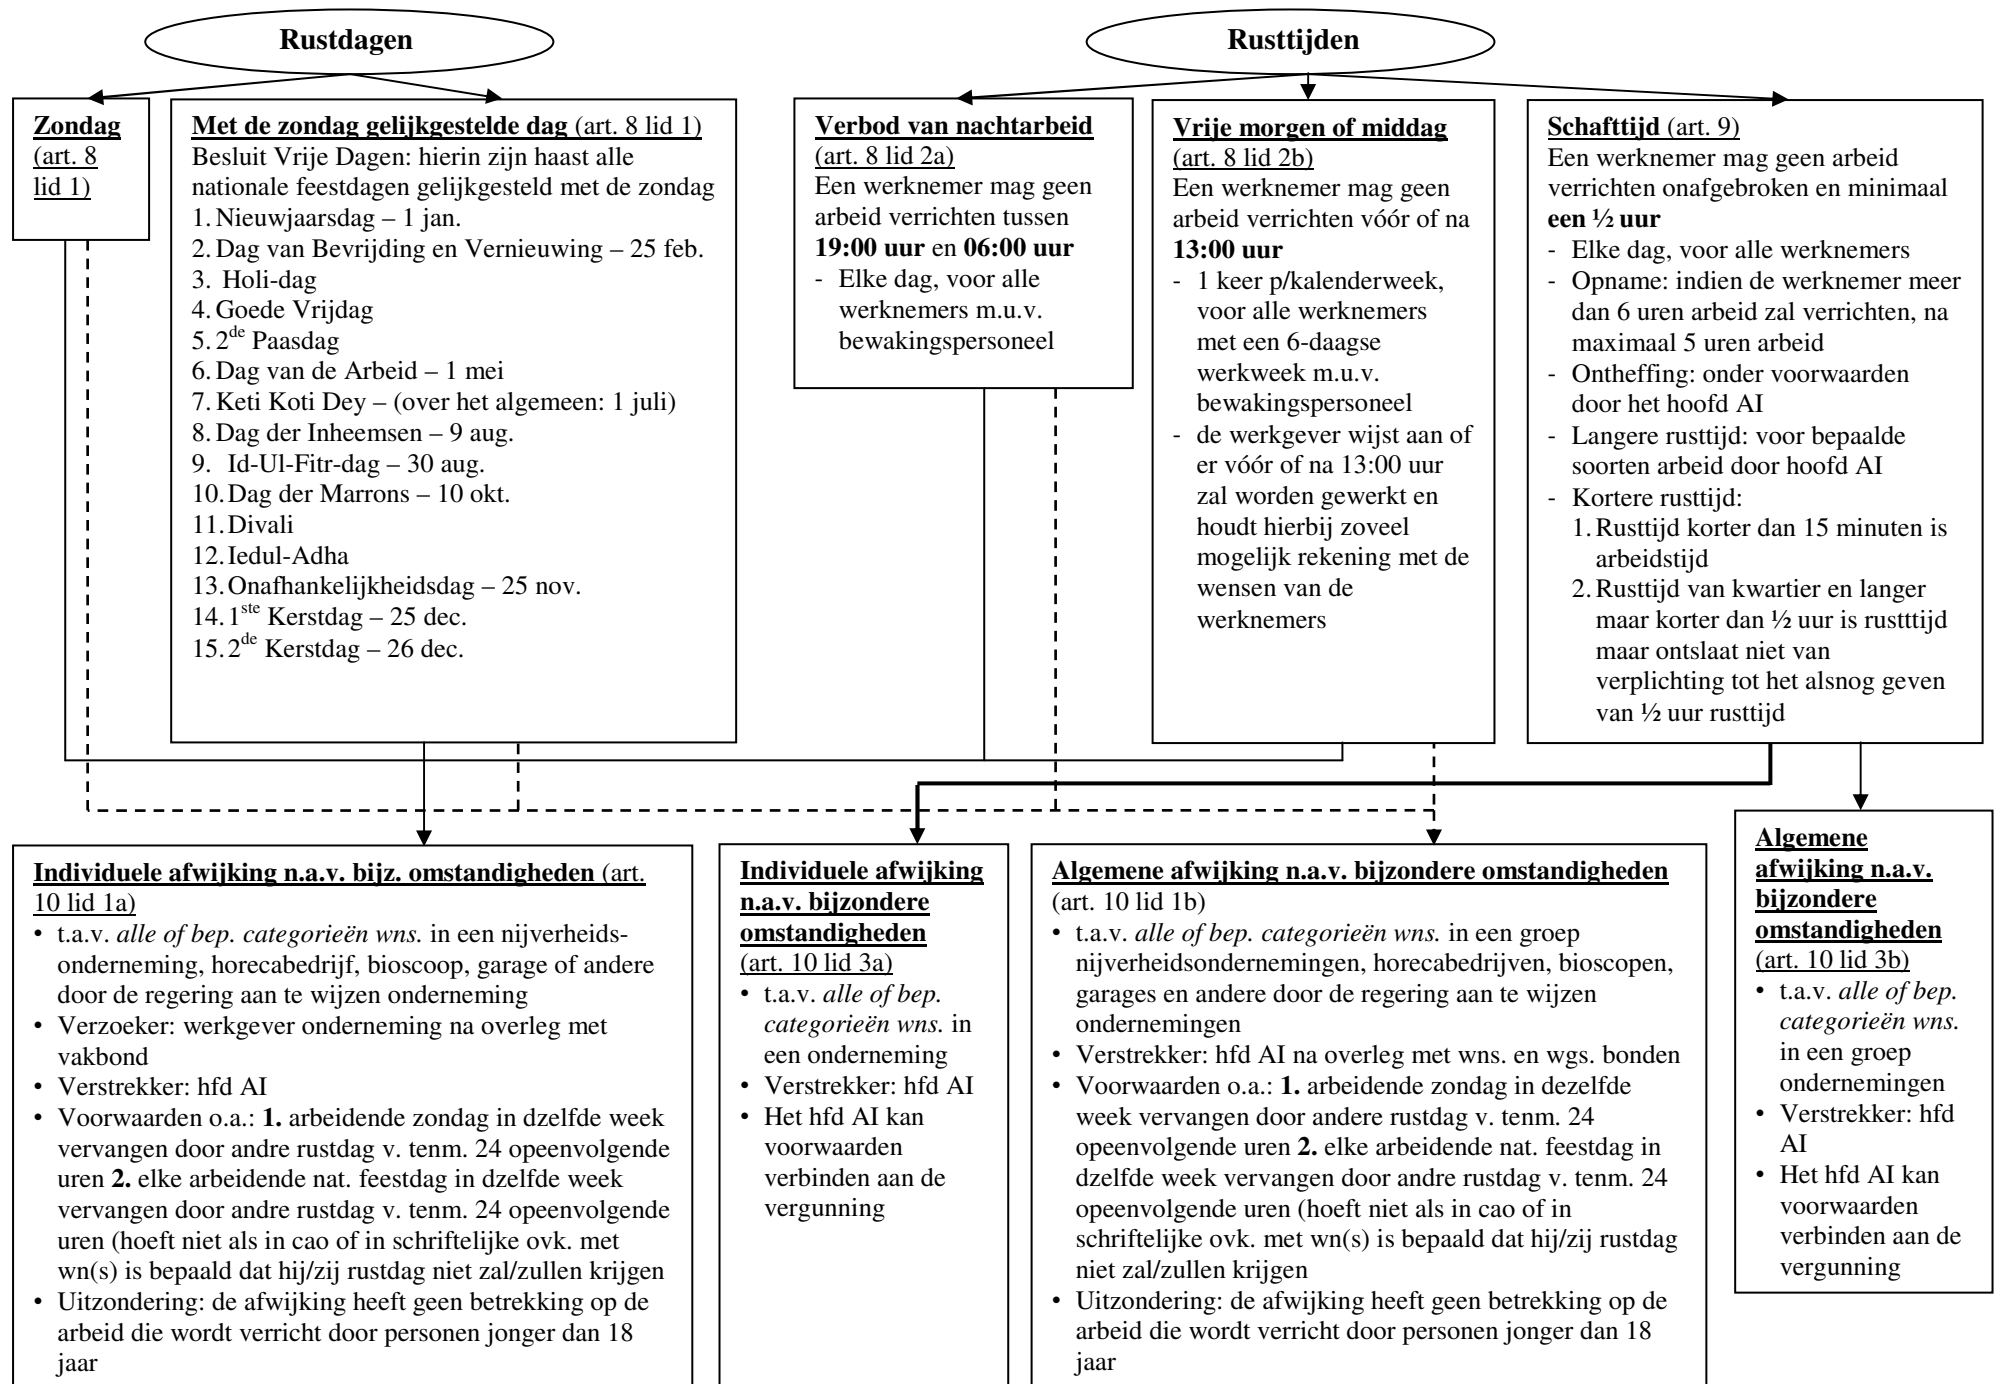 Rustdagen
Rusttijden
Zondag
(art. 8
lid 1)
Met de zondag gelijkgestelde dag (art. 8 lid 1)
Besluit Vrije Dagen: hierin zijn haast alle
nationale feestdagen gelijkgesteld met de zondag
1. Nieuwjaarsdag – 1 jan.
2. Dag van Bevrijding en Vernieuwing – 25 feb.
3. Holi-dag
4. Goede Vrijdag
5. 2de Paasdag
6. Dag van de Arbeid – 1 mei
7. Keti Koti Dey – (over het algemeen: 1 juli)
8. Dag der Inheemsen – 9 aug.
9. Id-Ul-Fitr-dag – 30 aug.
10. Dag der Marrons – 10 okt.
11. Divali
12. Iedul-Adha
13. Onafhankelijkheidsdag – 25 nov.
14. 1ste Kerstdag – 25 dec.
15. 2de Kerstdag – 26 dec.
Verbod van nachtarbeid
(art. 8 lid 2a)
Een werknemer mag geen
arbeid verrichten tussen
19:00 uur en 06:00 uur
- Elke dag, voor alle
werknemers m.u.v.
bewakingspersoneel
Vrije morgen of middag
(art. 8 lid 2b)
Een werknemer mag geen
arbeid verrichten vóór of na
13:00 uur
- 1 keer p/kalenderweek,
voor alle werknemers
met een 6-daagse
werkweek m.u.v.
bewakingspersoneel
- de werkgever wijst aan of
er vóór of na 13:00 uur
zal worden gewerkt en
houdt hierbij zoveel
mogelijk rekening met de
wensen van de
werknemers
Schafttijd (art. 9)
Een werknemer mag geen arbeid
verrichten onafgebroken en minimaal
een ½ uur
- Elke dag, voor alle werknemers
- Opname: indien de werknemer meer
dan 6 uren arbeid zal verrichten, na
maximaal 5 uren arbeid
- Ontheffing: onder voorwaarden
door het hoofd AI
- Langere rusttijd: voor bepaalde
soorten arbeid door hoofd AI
- Kortere rusttijd:
1. Rusttijd korter dan 15 minuten is
arbeidstijd
2. Rusttijd van kwartier en langer
maar korter dan ½ uur is rustttijd
maar ontslaat niet van
verplichting tot het alsnog geven
van ½ uur rusttijd
Individuele afwijking n.a.v. bijz. omstandigheden (art.
10 lid 1a)
• t.a.v. alle of bep. categorieën wns. in een nijverheids-
onderneming, horecabedrijf, bioscoop, garage of andere
door de regering aan te wijzen onderneming
• Verzoeker: werkgever onderneming na overleg met
vakbond
• Verstrekker: hfd AI
• Voorwaarden o.a.: 1. arbeidende zondag in dzelfde week
vervangen door andre rustdag v. tenm. 24 opeenvolgende
uren 2. elke arbeidende nat. feestdag in dzelfde week
vervangen door andre rustdag v. tenm. 24 opeenvolgende
uren (hoeft niet als in cao of in schriftelijke ovk. met
wn(s) is bepaald dat hij/zij rustdag niet zal/zullen krijgen
• Uitzondering: de afwijking heeft geen betrekking op de
arbeid die wordt verricht door personen jonger dan 18
jaar
Individuele afwijking
n.a.v. bijzondere
omstandigheden
(art. 10 lid 3a)
• t.a.v. alle of bep.
categorieën wns. in
een onderneming
• Verstrekker: hfd AI
• Het hfd AI kan
voorwaarden
verbinden aan de
vergunning
Algemene afwijking n.a.v. bijzondere omstandigheden
(art. 10 lid 1b)
• t.a.v. alle of bep. categorieën wns. in een groep
nijverheidsondernemingen, horecabedrijven, bioscopen,
garages en andere door de regering aan te wijzen
ondernemingen
• Verstrekker: hfd AI na overleg met wns. en wgs. bonden
• Voorwaarden o.a.: 1. arbeidende zondag in dezelfde
week vervangen door andere rustdag v. tenm. 24
opeenvolgende uren 2. elke arbeidende nat. feestdag in
dzelfde week vervangen door andre rustdag v. tenm. 24
opeenvolgende uren (hoeft niet als in cao of in
schriftelijke ovk. met wn(s) is bepaald dat hij/zij rustdag
niet zal/zullen krijgen
• Uitzondering: de afwijking heeft geen betrekking op de
arbeid die wordt verricht door personen jonger dan 18
jaar
Algemene
afwijking n.a.v.
bijzondere
omstandigheden
(art. 10 lid 3b)
• t.a.v. alle of bep.
categorieën wns.
in een groep
ondernemingen
• Verstrekker: hfd
AI
• Het hfd AI kan
voorwaarden
verbinden aan de
vergunning